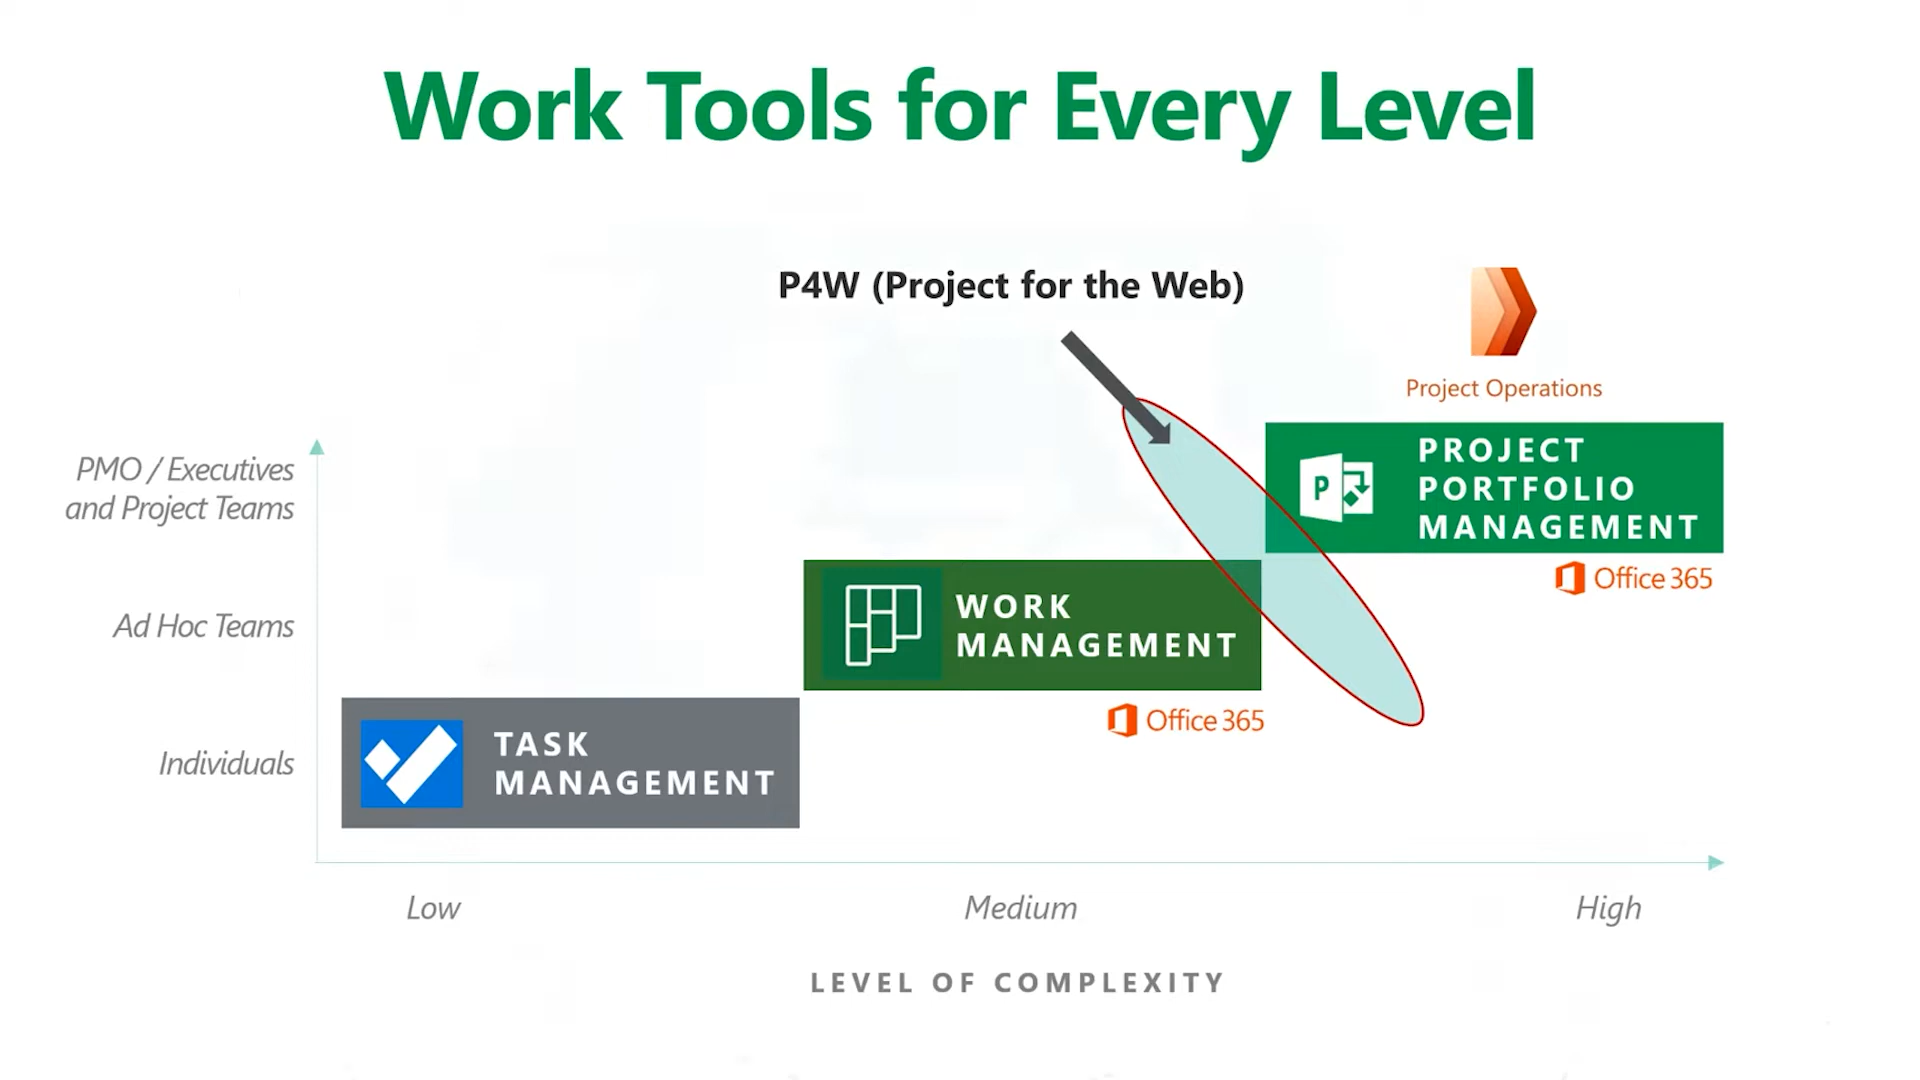 Work Tools for Every Level
P4W (Project for the Web)
Project Operations
PMO / Executives
and Project Teams
P
PROJECT
PORTFOLIO
MANAGEMENT
Office 365
Ad Hoc Teams
WORK
MANAGEMENT
Office 365
Individuals
TASK
MANAGEMENT
Low
Medium
High
LEVEL OF COMPLEXITY